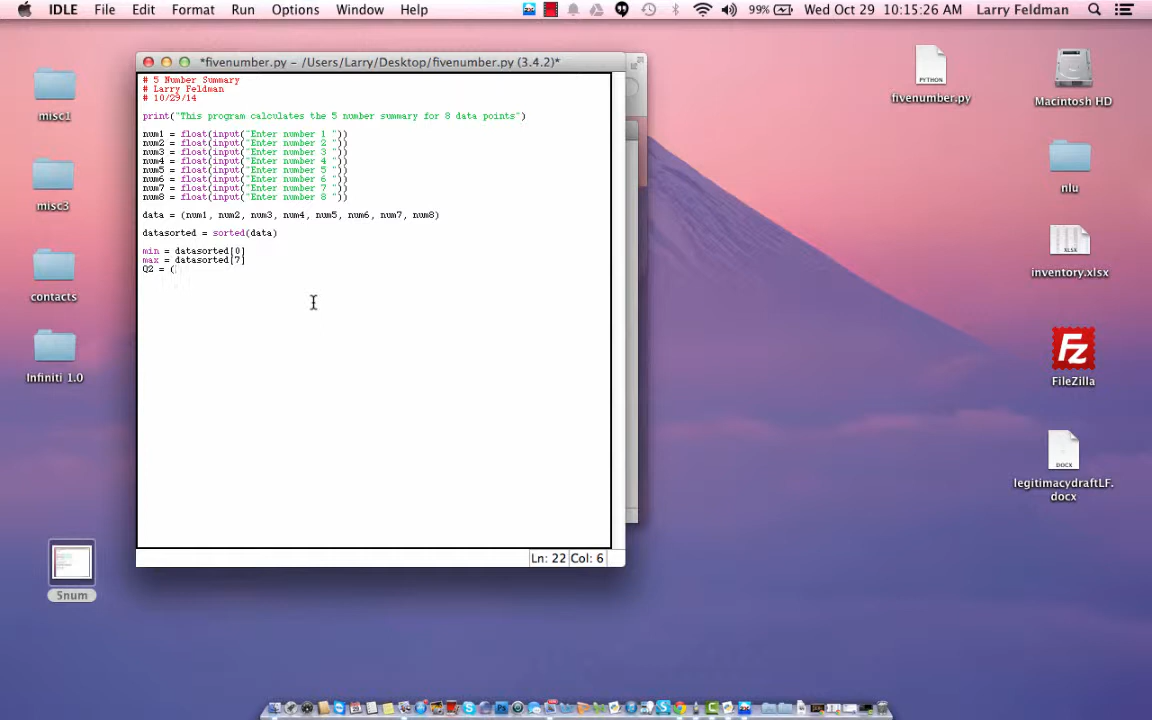 IDLE File Edit Format Run Options Window Help 99% Wed Oct 29 10:15:26 AM Larry Feldman
*fivenumber.py – /Users/Larry/Desktop/fivenumber.py (3.4.2)*
# 5 Number Summary
# Larry Feldman
# 10/29/14
print("This program calculates the 5 number summary for 8 data points")
num1 = float(input("Enter number 1 "))
num2 = float(input("Enter number 2 "))
num3 = float(input("Enter number 3 "))
num4 = float(input("Enter number 4 "))
num5 = float(input("Enter number 5 "))
num6 = float(input("Enter number 6 "))
num7 = float(input("Enter number 7 "))
num8 = float(input("Enter number 8 "))
data = (num1, num2, num3, num4, num5, num6, num7, num8)
datasorted = sorted(data)
min = datasorted[0]
max = datasorted[7]
Q2 = (
Ln: 22 Col: 6
misc1
misc3
contacts
Infiniti 1.0
5num
PYTHON
fivenumber.py
Macintosh HD
nlu
XLSX
inventory.xlsx
Fz
FileZilla
DOCX
legitimacydraftLF.
docx